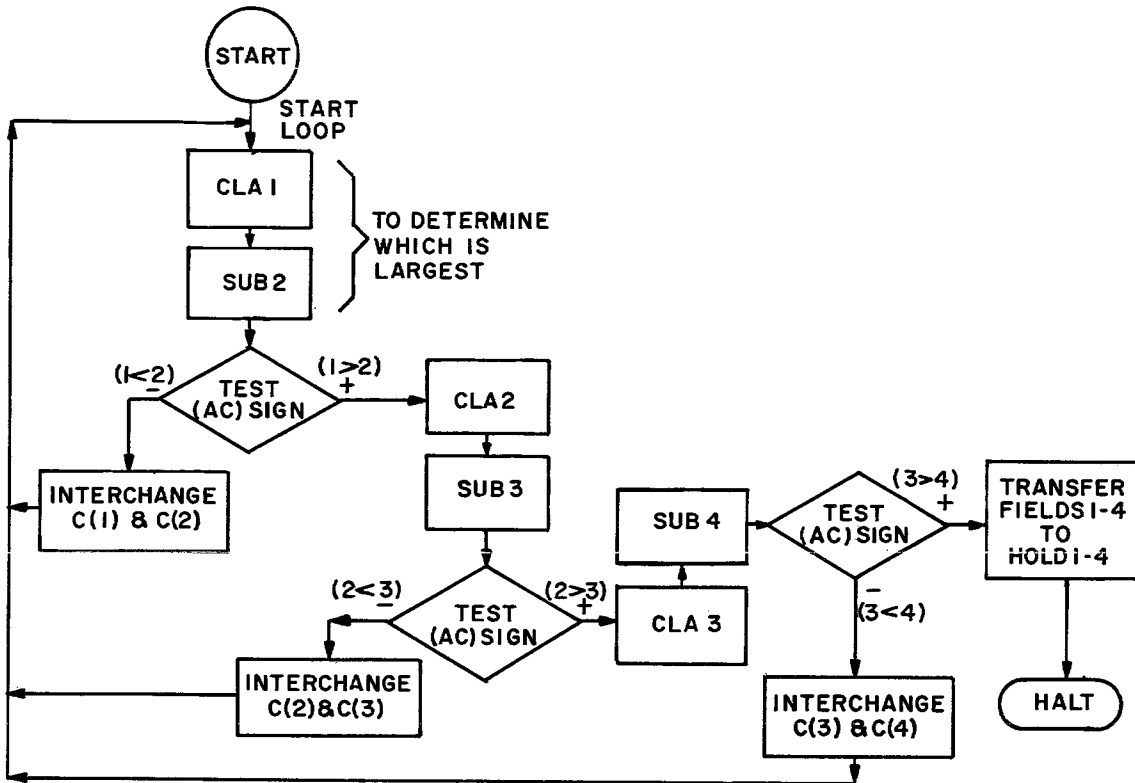 START
START
LOOP
CLA 1
SUB 2
TO DETERMINE
WHICH IS
LARGEST
(1<2)
-
TEST
(AC) SIGN
(1>2)
+
CLA 2
SUB 3
INTERCHANGE
C(1) & C(2)
(2<3)
-
TEST
(AC) SIGN
(2>3)
+
CLA 3
SUB 4
INTERCHANGE
C(2) & C(3)
TEST
(AC) SIGN
(3>4)
+
-
(3<4)
INTERCHANGE
C(3) & C(4)
TRANSFER
FIELDS 1-4
TO
HOLD 1-4
HALT